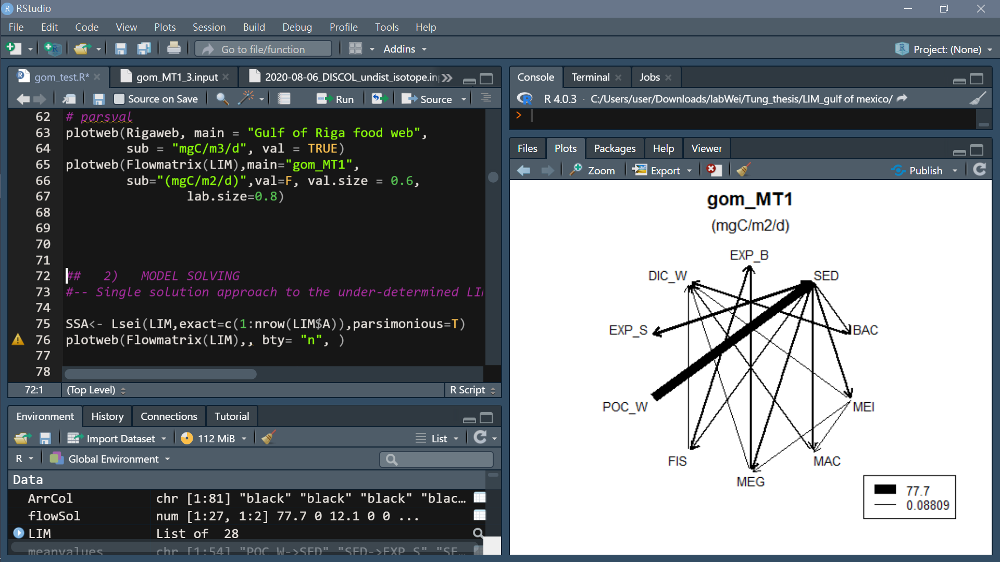 RStudio
File Edit Code View Plots Session Build Debug Profile Tools Help
Go to file/function Addins Project: (None)
gom_test.R* gom_MT1_3.input 2020-08-06_DISCOL_undist_isotope.in
Source on Save Run Source
62 # parsval
63 plotweb(Rigaweb, main = "Gulf of Riga food web",
64 sub = "mgC/m3/d", val = TRUE)
65 plotweb(Flowmatrix(LIM),main="gom_MT1",
66 sub="(mgC/m2/d)",val=F, val.size = 0.6,
67 lab.size=0.8)
68
69
70
71
72 ## 2) MODEL SOLVING
73 #-- Single solution approach to the under-determined LI
74
75 SSA<- Lsei(LIM,exact=c(1:nrow(LIM$A)),parsimonious=T)
76 plotweb(Flowmatrix(LIM),, bty= "n", )
77
78
72:1 (Top Level) R Script
Environment History Connections Tutorial
Import Dataset 112 MiB List
R Global Environment
Data
ArrCol chr [1:81] "black" "black" "black" "blac…
flowSol num [1:27, 1:2] 77.7 0 12.1 0 0 ...
LIM List of 28
meanvalues chr [1:54] "POC_W->SED" "SED->EXP_S" "SE…
Console Terminal Jobs
R 4.0.3 · C:/Users/user/Downloads/labWei/Tung_thesis/LIM_gulf of mexico/
>
Files Plots Packages Help Viewer
Zoom Export Publish
gom_MT1
(mgC/m2/d)
EXP_B
DIC_W SED
EXP_S BAC
POC_W MEI
FIS MAC
MEG
77.7
0.08809